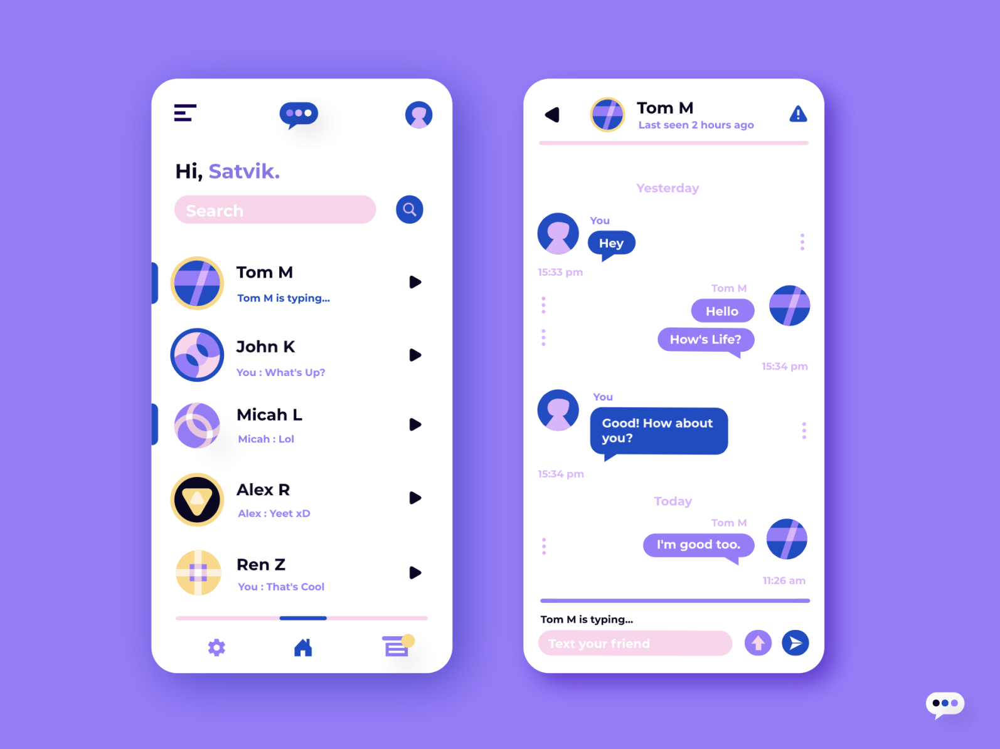 Hi, Satvik.
Search
Tom M
Tom M is typing...
John K
You : What's Up?
Micah L
Micah : Lol
Alex R
Alex : Yeet xD
Ren Z
You : That's Cool
Tom M
Last seen 2 hours ago
Yesterday
You
Hey
15:33 pm
Tom M
Hello
How's Life?
15:34 pm
You
Good! How about
you?
15:34 pm
Today
Tom M
I'm good too.
11:26 am
Tom M is typing...
Text your friend